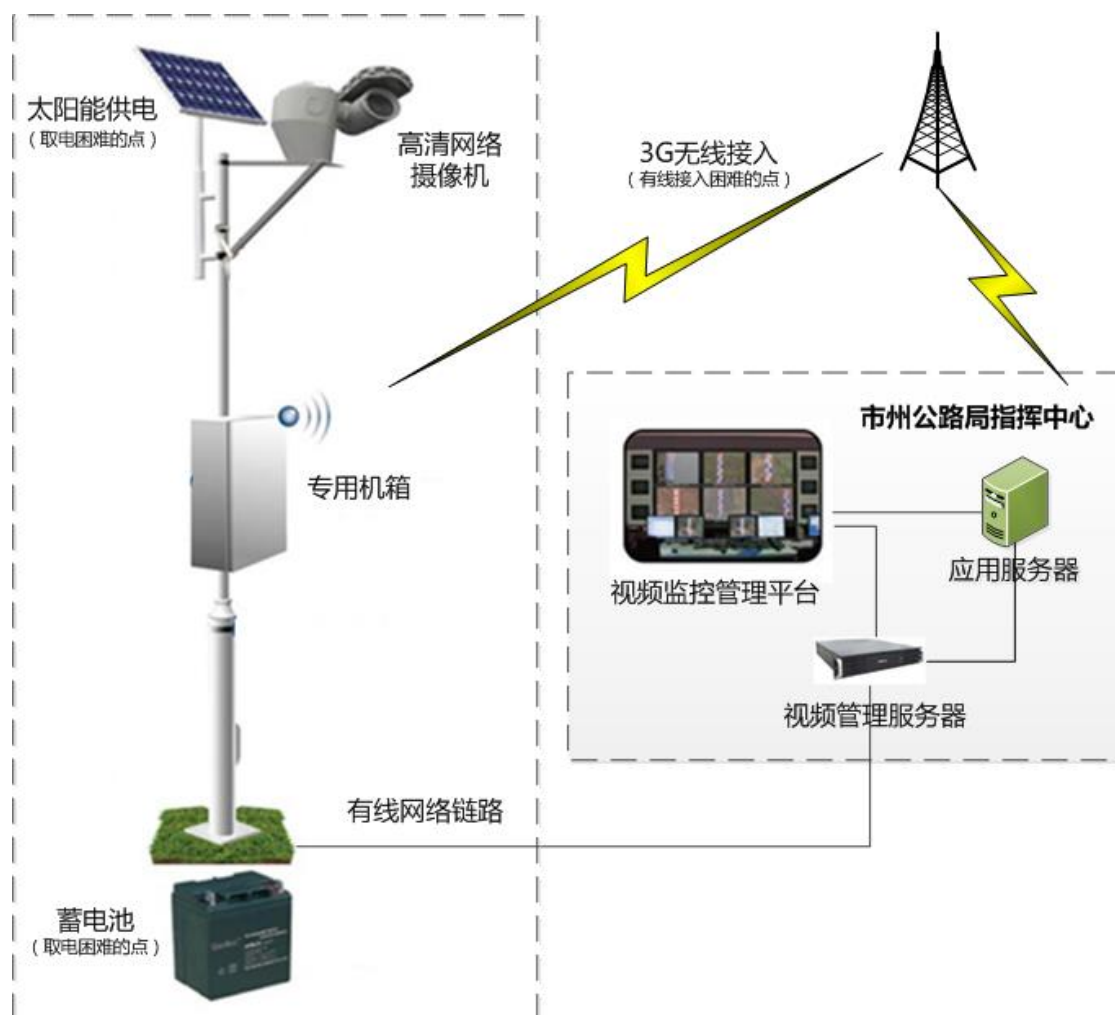 太阳能供电
（取电困难的点）
高清网络
摄像机
3G无线接入
（有线接入困难的点）
专用机箱
市州公路局指挥中心
视频监控管理平台
应用服务器
视频管理服务器
有线网络链路
蓄电池
（取电困难的点）